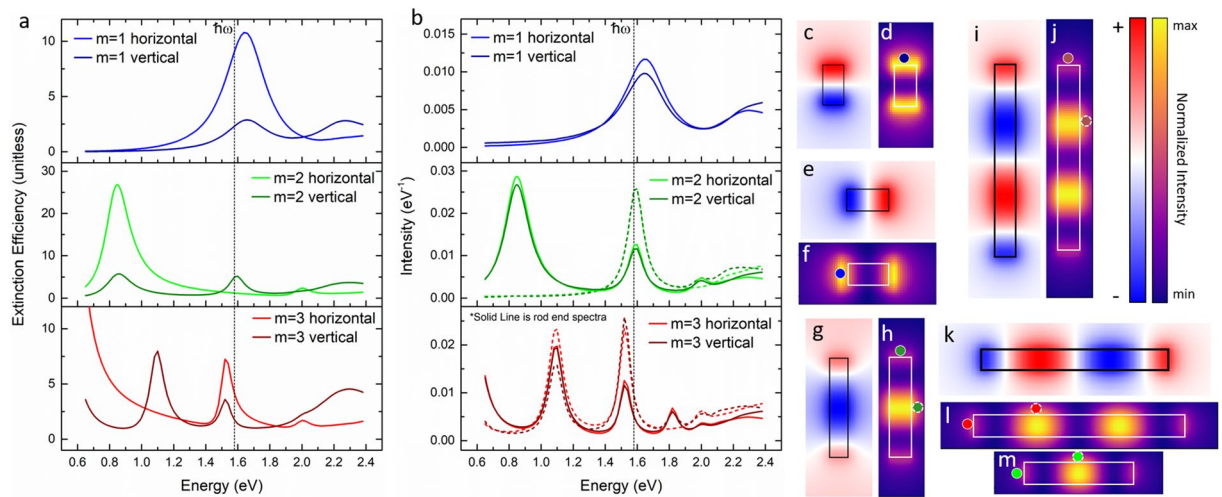 a
ħω
m=1 horizontal
m=1 vertical
10
5
0
m=2 horizontal
m=2 vertical
30
20
10
0
m=3 horizontal
m=3 vertical
10
5
0
Extinction Efficiency (unitless)
0.6 0.8 1.0 1.2 1.4 1.6 1.8 2.0 2.2 2.4
Energy (eV)
b
ħω
m=1 horizontal
m=1 vertical
0.015
0.010
0.005
0.000
m=2 horizontal
m=2 vertical
0.03
0.02
0.01
0.00
*Solid Line is rod end spectra
m=3 horizontal
m=3 vertical
0.02
0.01
0.00
Intensity (eV⁻¹)
0.6 0.8 1.0 1.2 1.4 1.6 1.8 2.0 2.2 2.4
Energy (eV)
c
d
e
f
g
h
i
j
+
-
max
min
Normalized Intensity
k
l
m